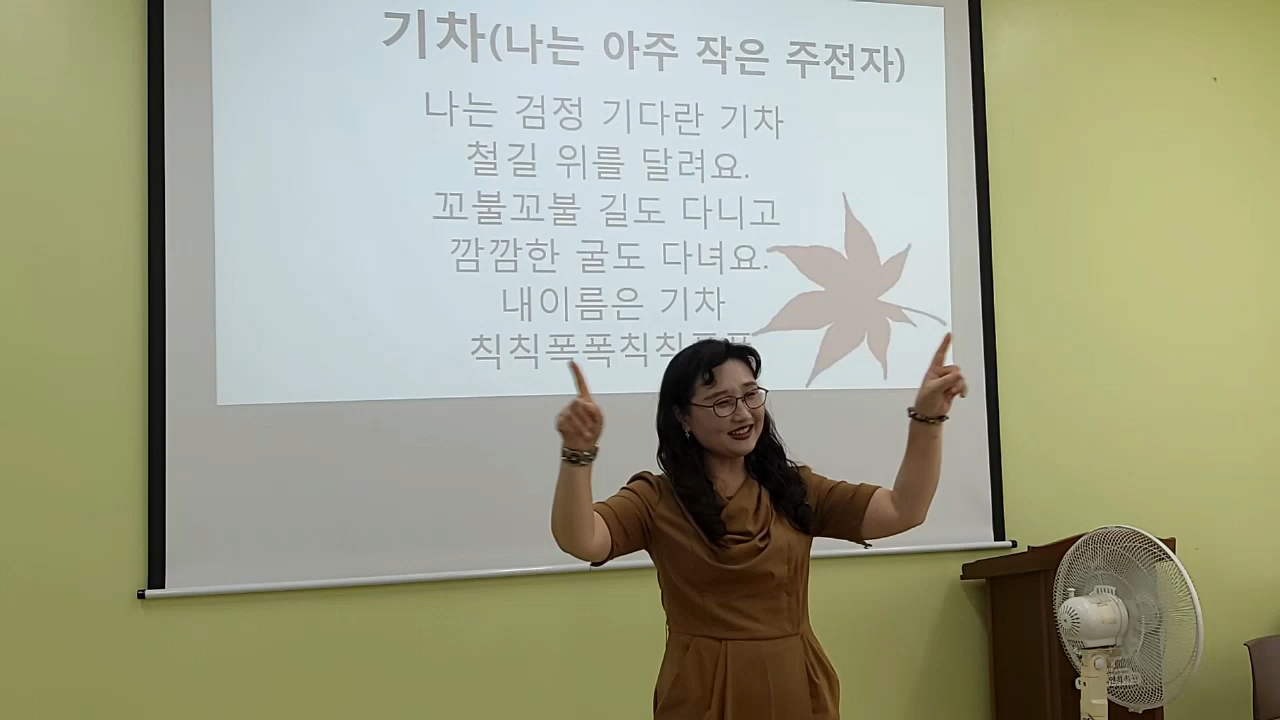 기차(나는 아주 작은 주전자)
나는 검정 기다란 기차
철길 위를 달려요.
꼬불꼬불 길도 다니고
깜깜한 굴도 다녀요.
내이름은 기차
칙칙폭폭칙칙폭폭